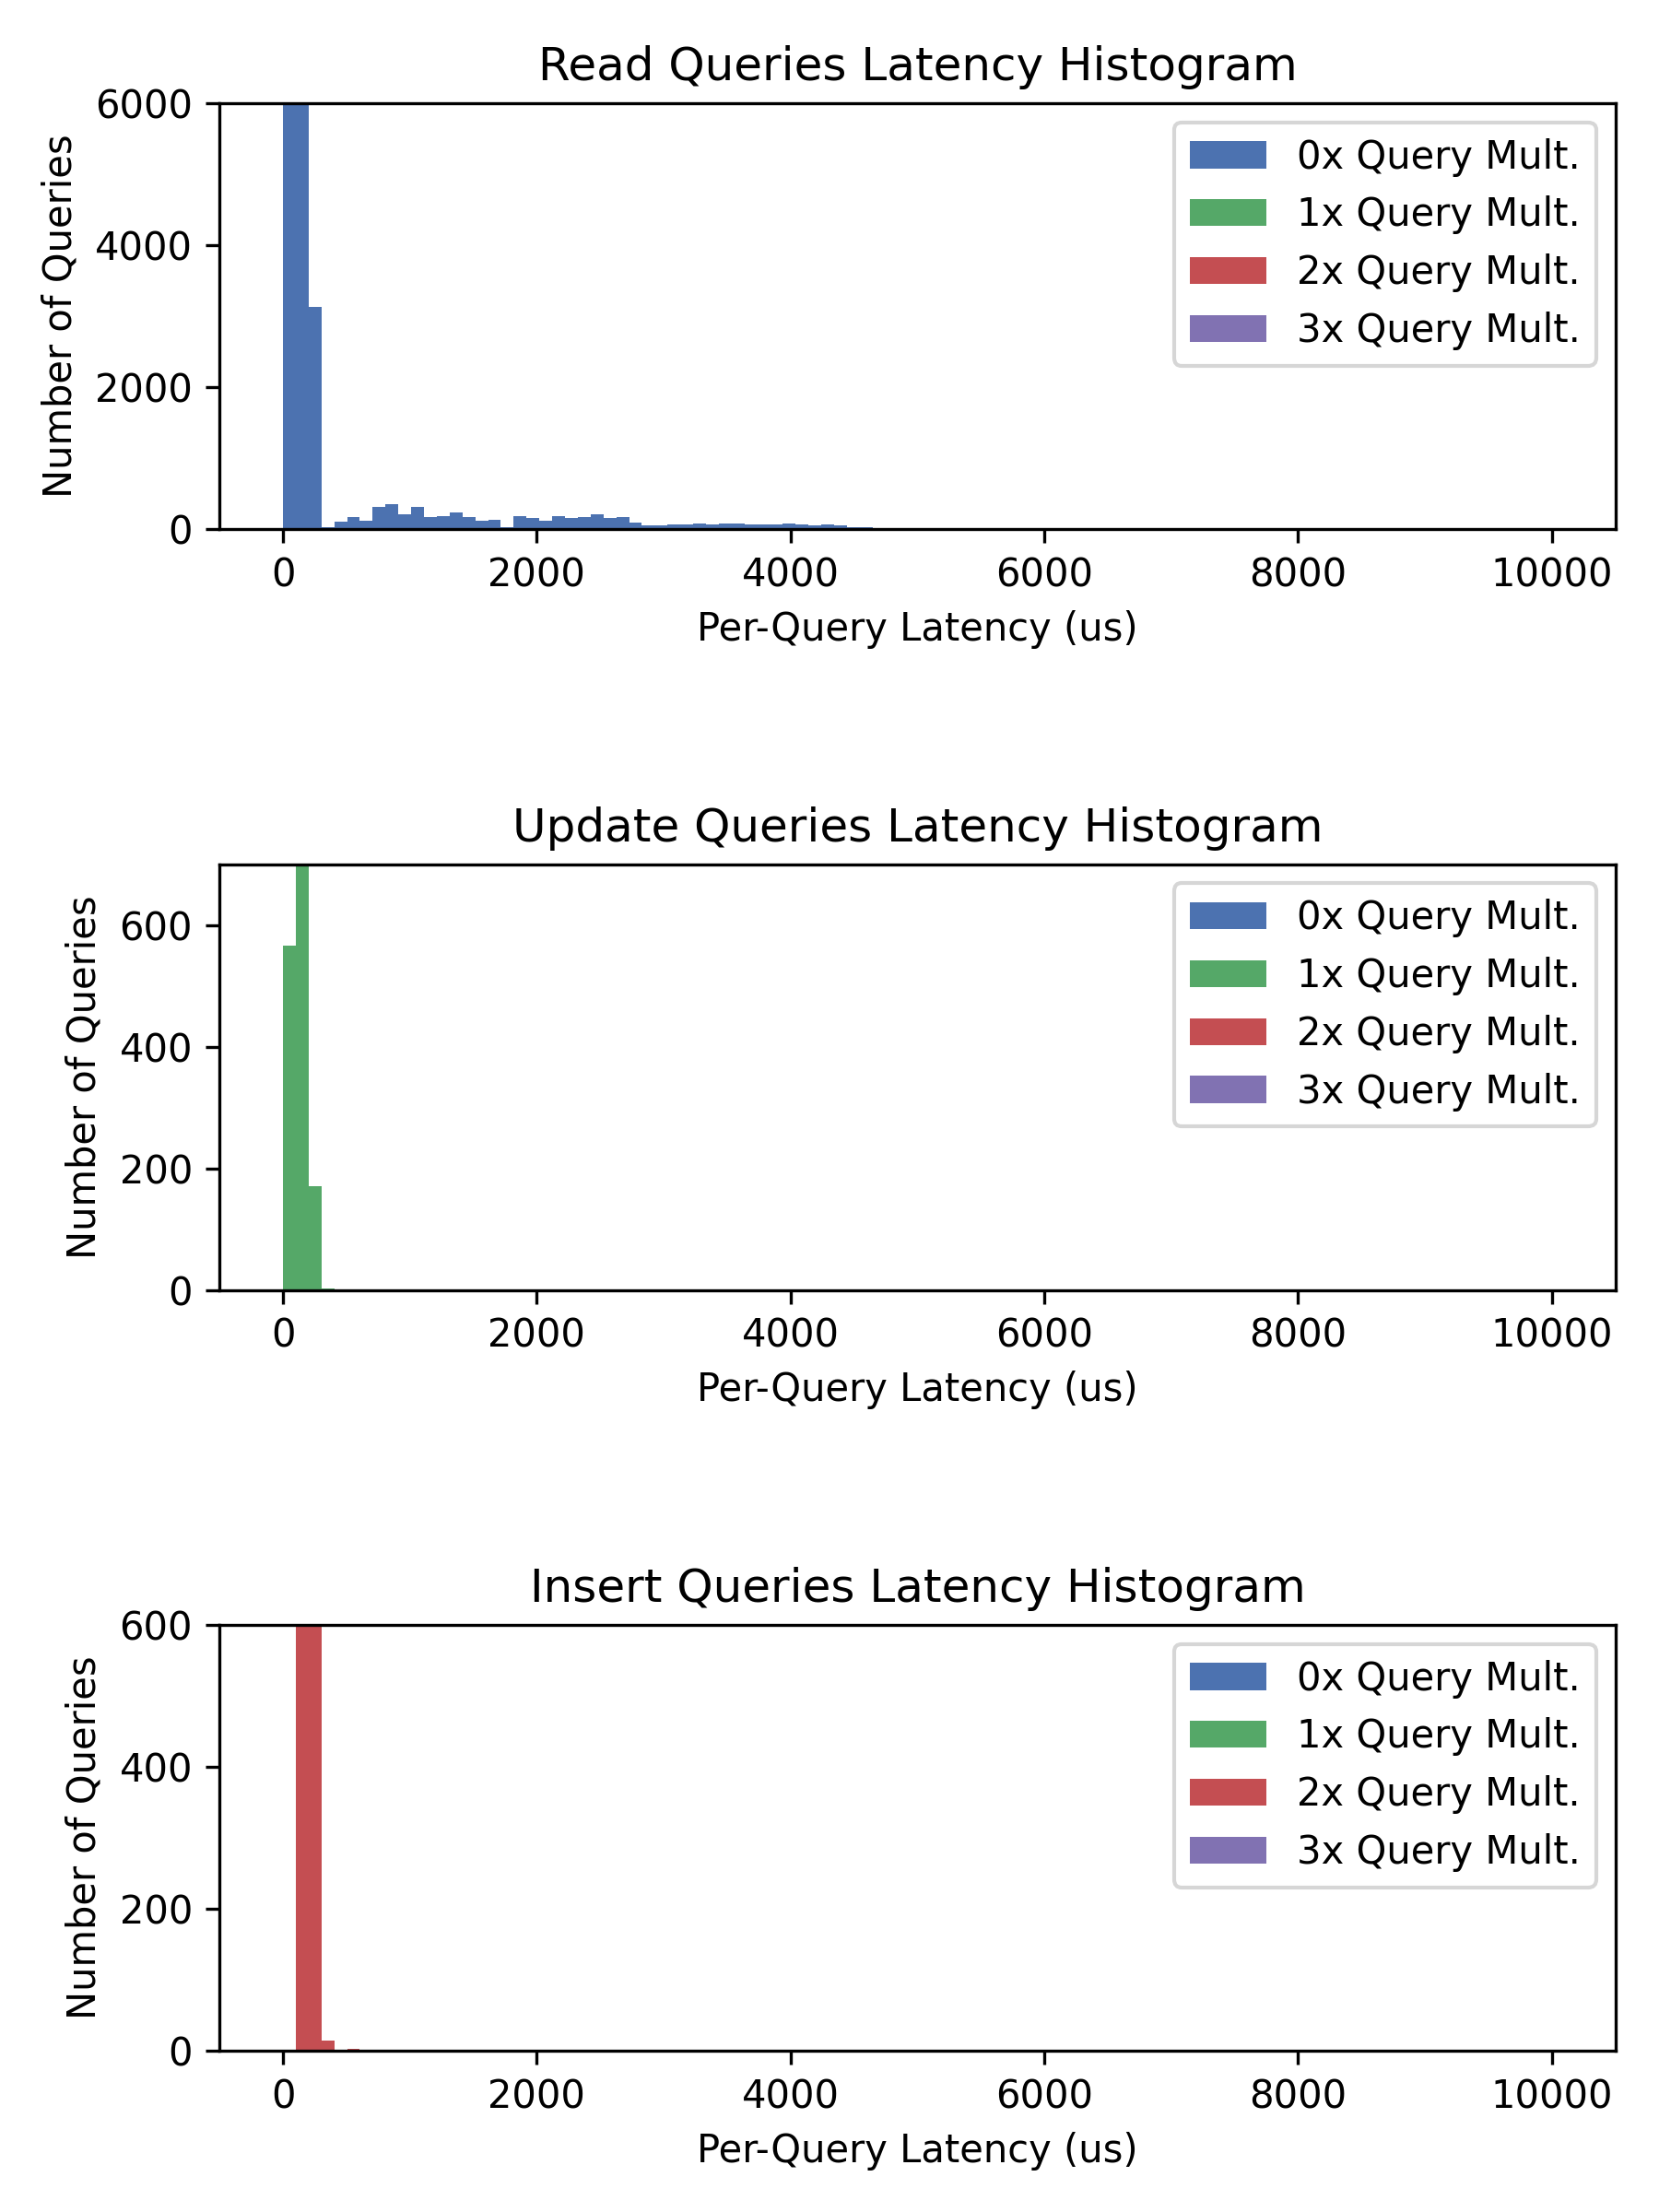 Read Queries Latency Histogram
6000
4000
2000
0
Number of Queries
0x Query Mult.
1x Query Mult.
2x Query Mult.
3x Query Mult.
0 2000 4000 6000 8000 10000
Per-Query Latency (us)
Update Queries Latency Histogram
600
400
200
0
Number of Queries
0x Query Mult.
1x Query Mult.
2x Query Mult.
3x Query Mult.
0 2000 4000 6000 8000 10000
Per-Query Latency (us)
Insert Queries Latency Histogram
600
400
200
0
Number of Queries
0x Query Mult.
1x Query Mult.
2x Query Mult.
3x Query Mult.
0 2000 4000 6000 8000 10000
Per-Query Latency (us)